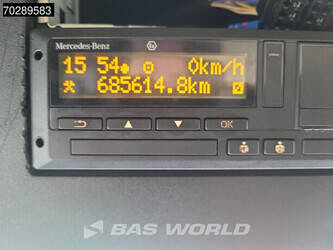 70289583
Mercedes-Benz
15 54 0km/h
685614.8km
OK
BAS WORLD